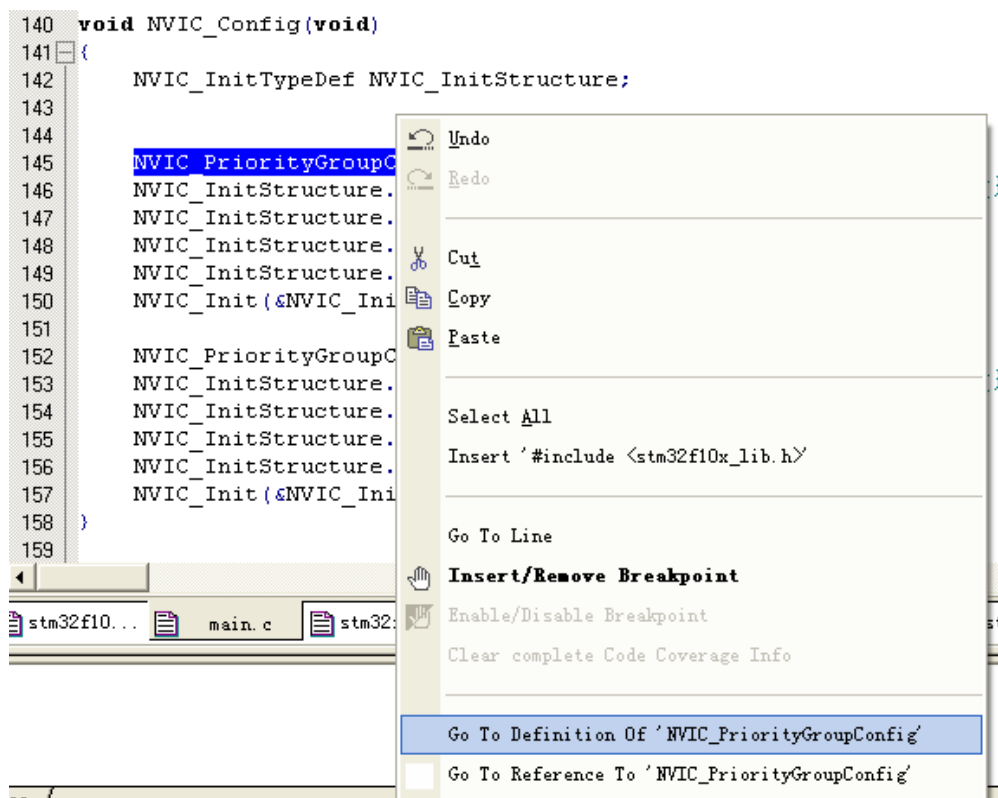 140 void NVIC_Config(void)
141 {
142 NVIC_InitTypeDef NVIC_InitStructure;
143
144
145 NVIC_PriorityGroupC
146 NVIC_InitStructure.
147 NVIC_InitStructure.
148 NVIC_InitStructure.
149 NVIC_InitStructure.
150 NVIC_Init(&NVIC_Ini
151
152 NVIC_PriorityGroupC
153 NVIC_InitStructure.
154 NVIC_InitStructure.
155 NVIC_InitStructure.
156 NVIC_InitStructure.
157 NVIC_Init(&NVIC_Ini
158 }
159
stm32f10... main.c stm32
Undo
Redo
Cut
Copy
Paste
Select All
Insert '#include <stm32f10x_lib.h>'
Go To Line
Insert/Remove Breakpoint
Enable/Disable Breakpoint
Clear complete Code Coverage Info
Go To Definition Of 'NVIC_PriorityGroupConfig'
Go To Reference To 'NVIC_PriorityGroupConfig'